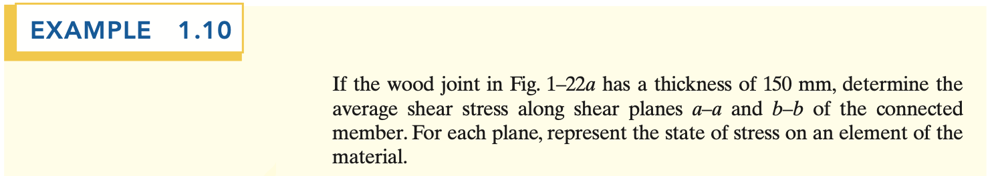 EXAMPLE 1.10
If the wood joint in Fig. 1–22a has a thickness of 150 mm, determine the
average shear stress along shear planes a–a and b–b of the connected
member. For each plane, represent the state of stress on an element of the
material.